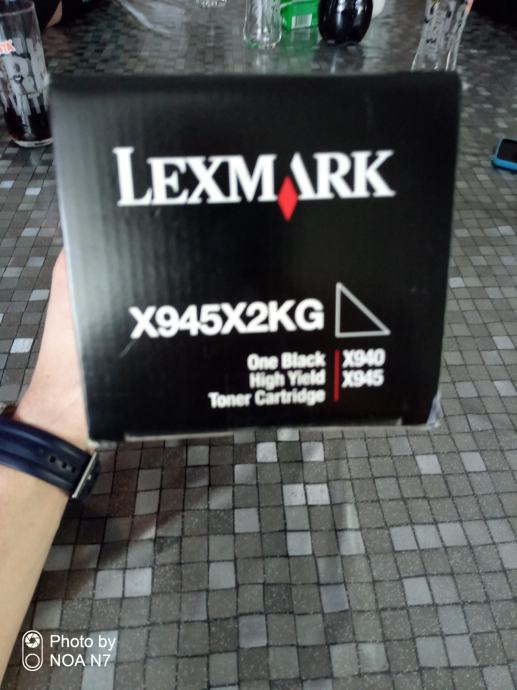 LEXMARK
X945X2KG
One Black
High Yield
Toner Cartridge
X940
X945
Photo by
NOA N7